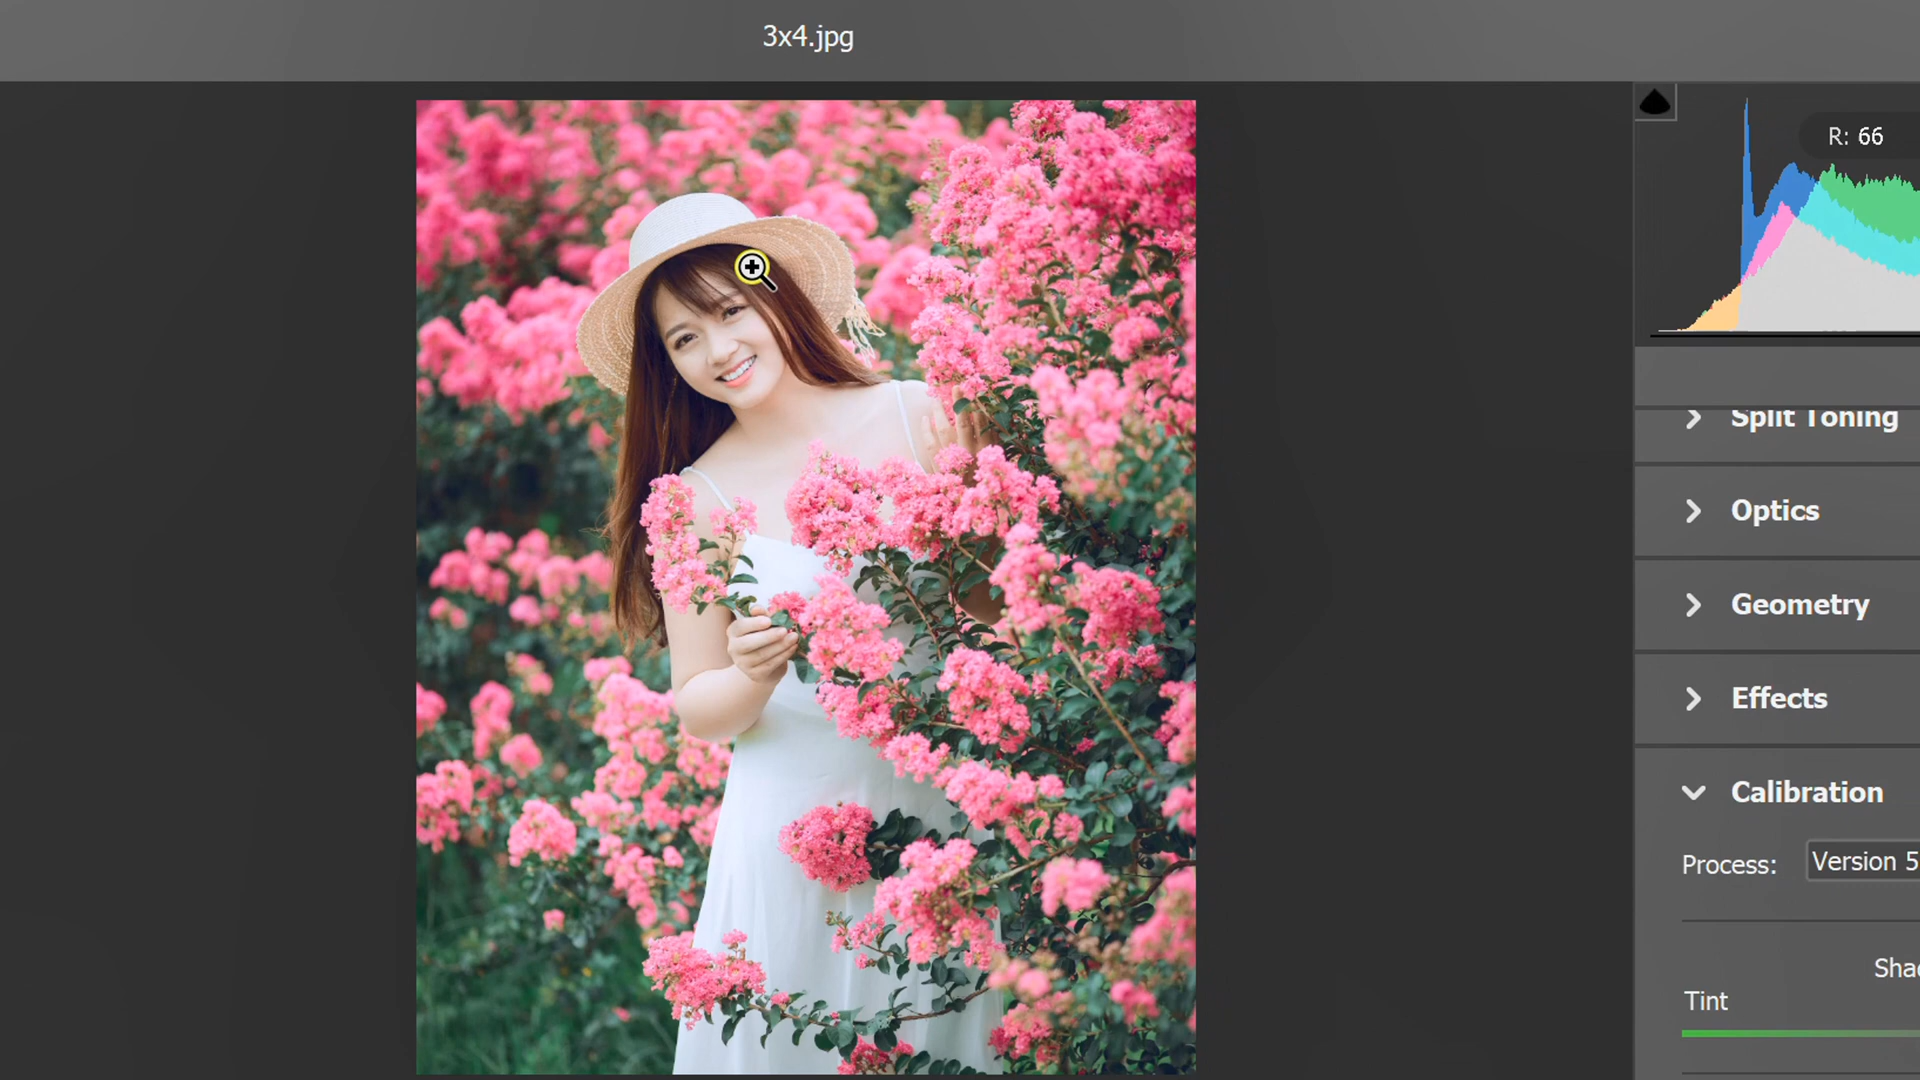 3x4.jpg
R: 66
Split Toning
Optics
Geometry
Effects
Calibration
Process: Version 5
Tint